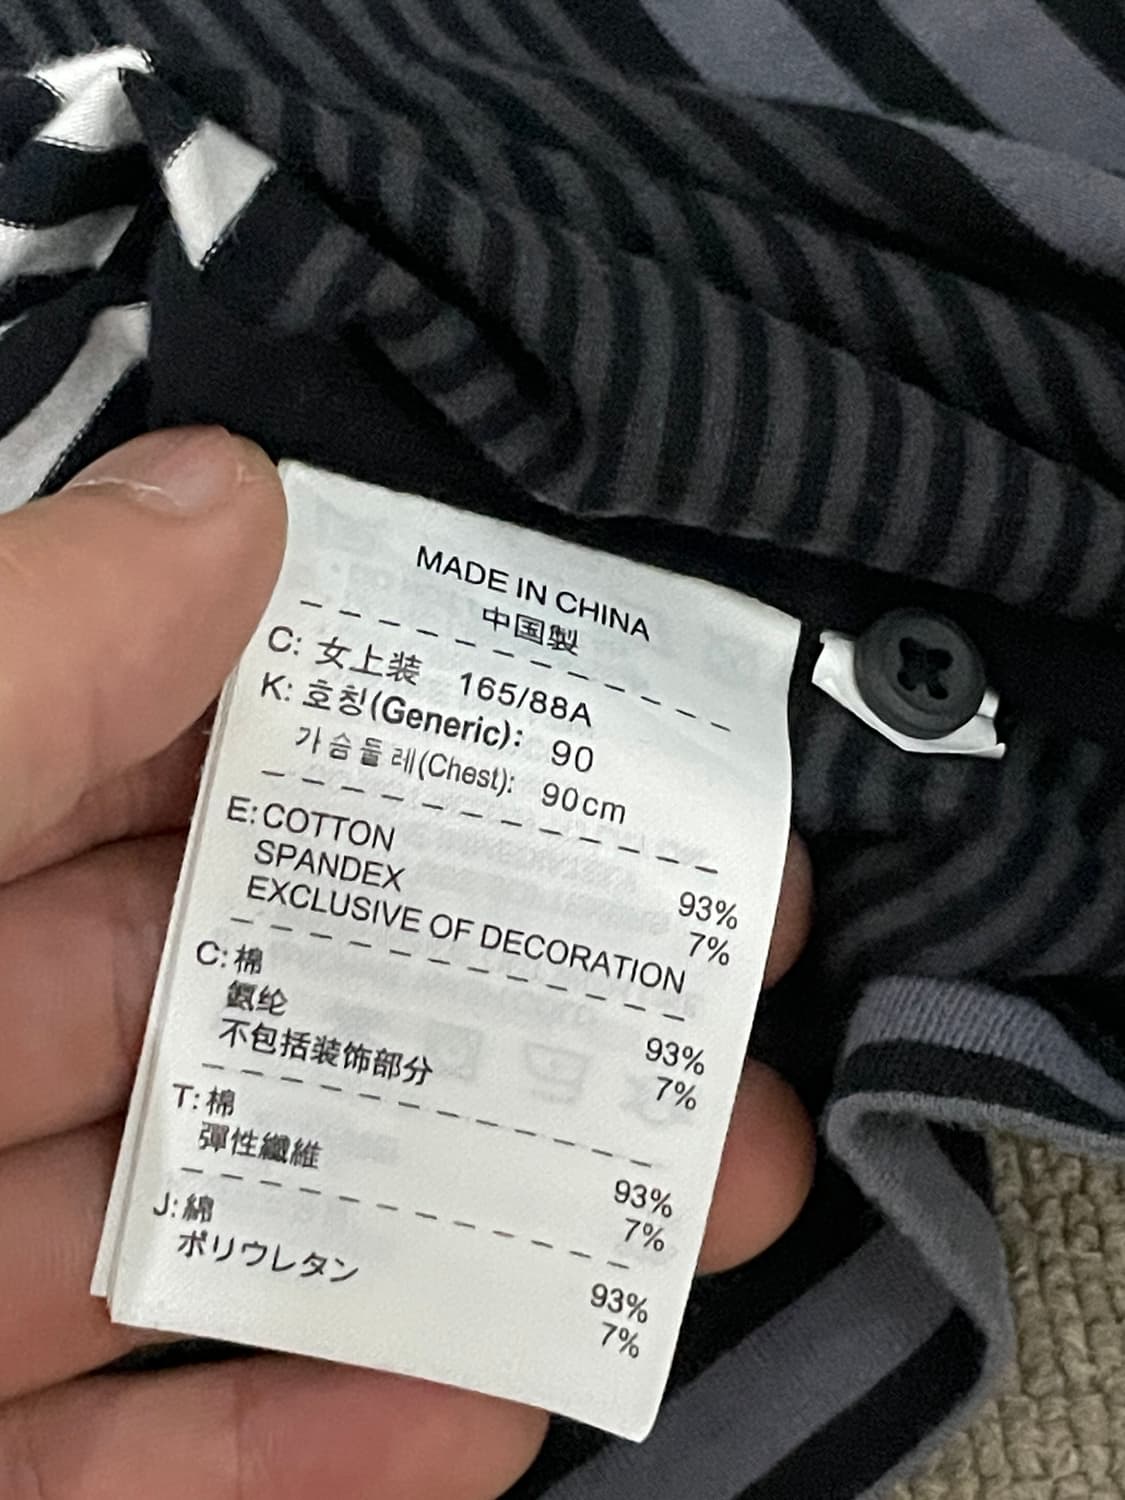 MADE IN CHINA
中国製
C: 女上装 165/88A
K: 호칭(Generic): 90
가슴둘레(Chest): 90cm
E: COTTON 93%
SPANDEX 7%
EXCLUSIVE OF DECORATION
C: 棉 93%
氨纶 7%
不包括装饰部分
T: 棉 93%
彈性纖維 7%
J: 綿 93%
ポリウレタン 7%